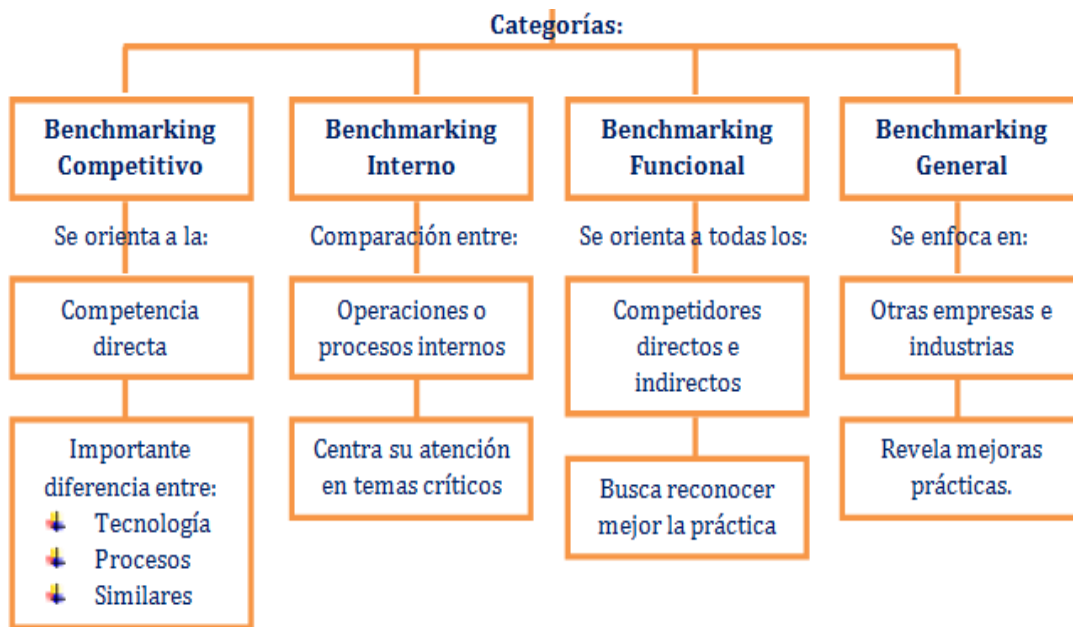 Categorías:
Benchmarking
Competitivo
Se orienta a la:
Competencia
directa
Importante
diferencia entre:
Tecnología
Procesos
Similares
Benchmarking
Interno
Comparación entre:
Operaciones o
procesos internos
Centra su atención
en temas críticos
Benchmarking
Funcional
Se orienta a todas los:
Competidores
directos e
indirectos
Busca reconocer
mejor la práctica
Benchmarking
General
Se enfoca en:
Otras empresas e
industrias
Revela mejoras
prácticas.